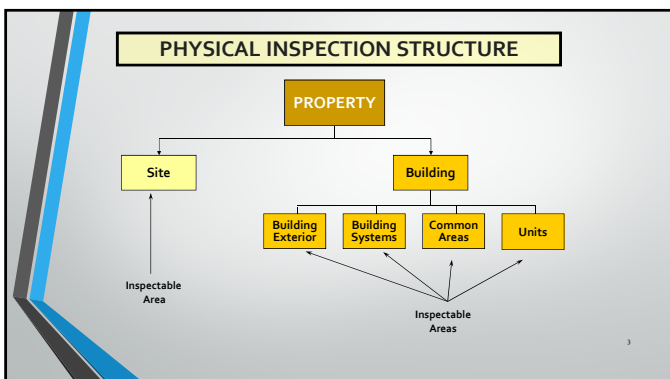 PHYSICAL INSPECTION STRUCTURE
PROPERTY
Site
Building
Building
Exterior
Building
Systems
Common
Areas
Units
Inspectable
Area
Inspectable
Areas
3